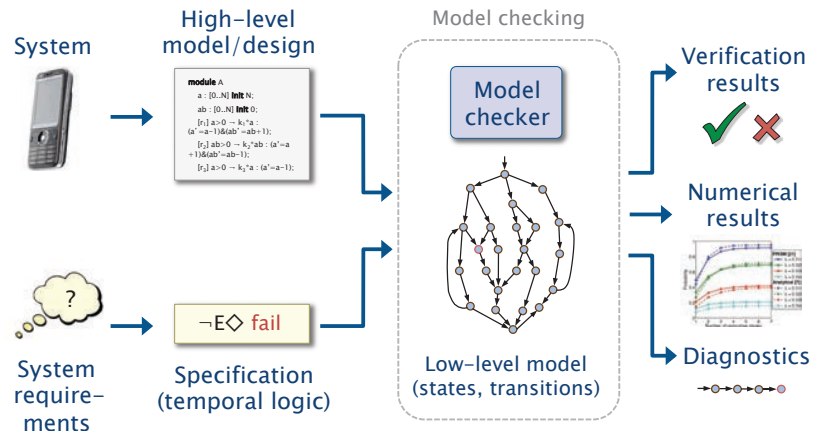 Model checking
System
High-level
model/design
module A
a : [0..N] init N;
ab : [0..N] init 0;
[r₁] a>0 → k₁*a :
(a'=a-1)&(ab'=ab+1);
[r₂] ab>0 → k₂*ab : (a'=a
+1)&(ab'=ab-1);
[r₃] a>0 → k₃*a : (a'=a-1);
Model
checker
Verification
results
Numerical
results
?
¬E◇ fail
System
require-
ments
Specification
(temporal logic)
Low-level model
(states, transitions)
Diagnostics